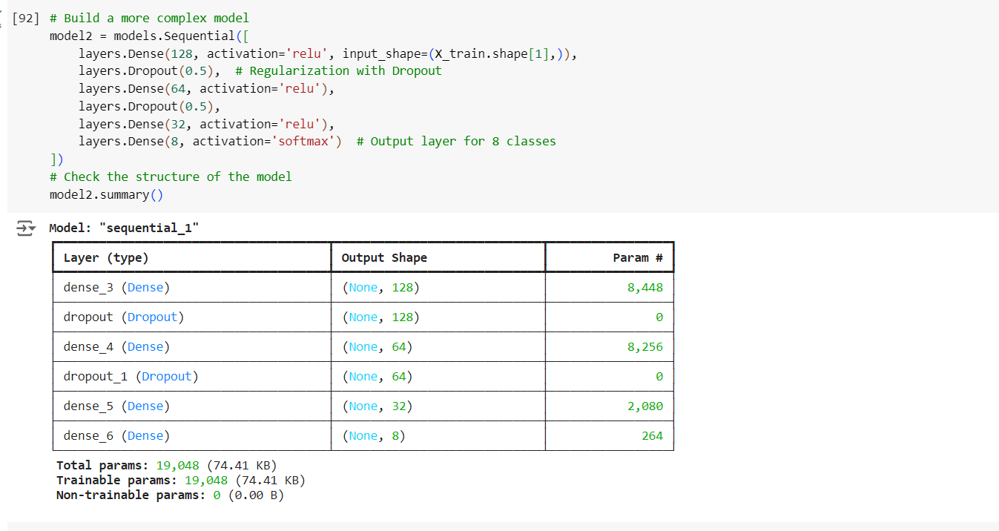 [92] # Build a more complex model
model2 = models.Sequential([
    layers.Dense(128, activation='relu', input_shape=(X_train.shape[1],)),
    layers.Dropout(0.5),  # Regularization with Dropout
    layers.Dense(64, activation='relu'),
    layers.Dropout(0.5),
    layers.Dense(32, activation='relu'),
    layers.Dense(8, activation='softmax')  # Output layer for 8 classes
])
# Check the structure of the model
model2.summary()
Model: "sequential_1"
Layer (type) Output Shape Param #
dense_3 (Dense) (None, 128) 8,448
dropout (Dropout) (None, 128) 0
dense_4 (Dense) (None, 64) 8,256
dropout_1 (Dropout) (None, 64) 0
dense_5 (Dense) (None, 32) 2,080
dense_6 (Dense) (None, 8) 264
Total params: 19,048 (74.41 KB)
Trainable params: 19,048 (74.41 KB)
Non-trainable params: 0 (0.00 B)